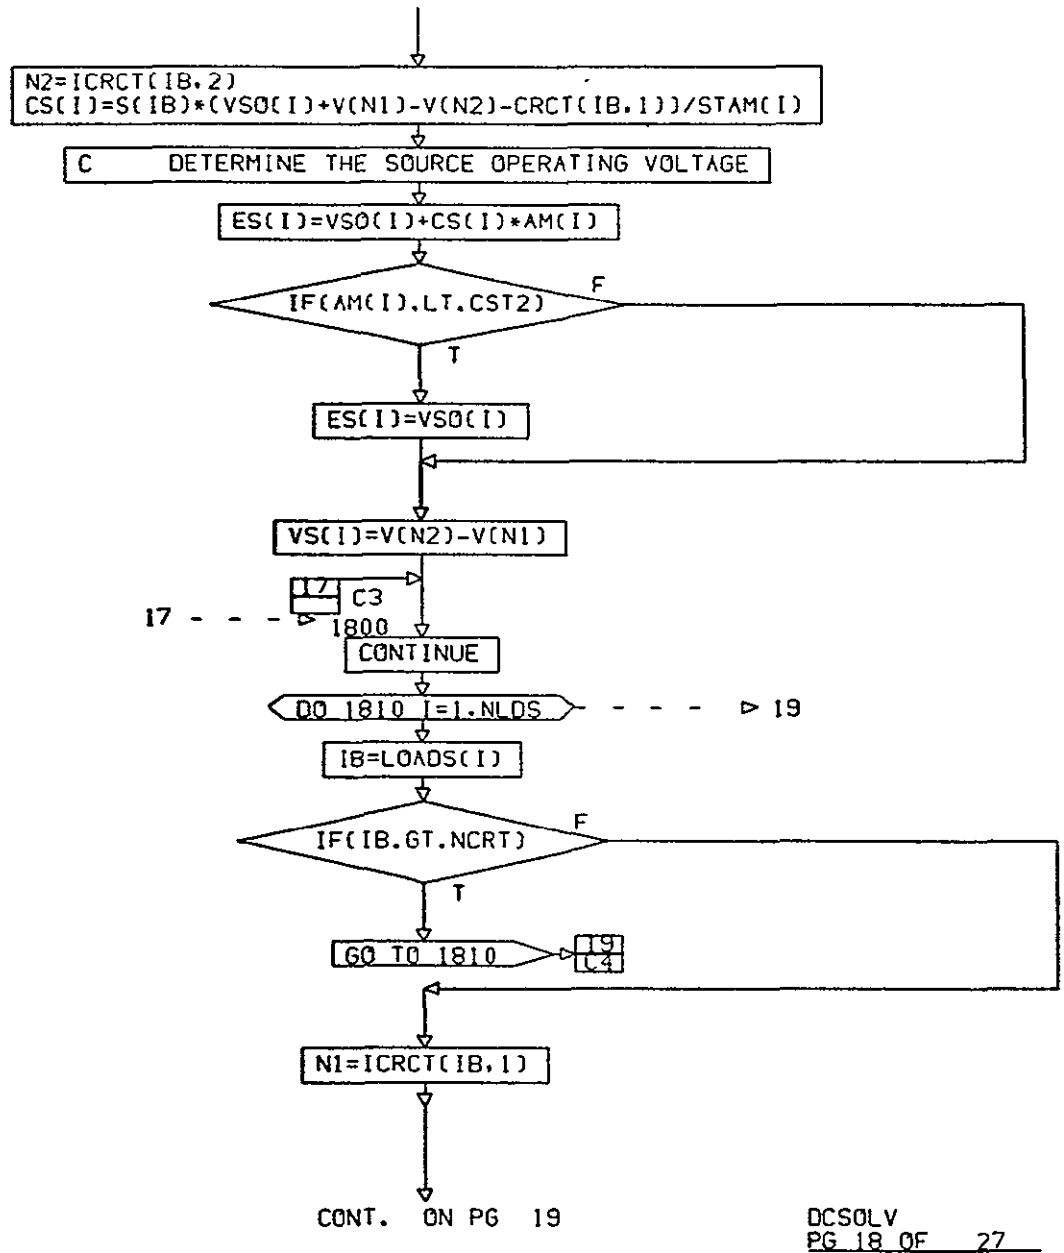 N2=ICRCT(IB,2)
CS(I)=S(IB)*(VSO(I)+V(N1)-V(N2)-CRCT(IB,1))/STAM(I)
C DETERMINE THE SOURCE OPERATING VOLTAGE
ES(I)=VSO(I)+CS(I)*AM(I)
F
IF(AM(I).LT.CST2)
T
ES(I)=VSO(I)
VS(I)=V(N2)-V(N1)
17
C3
17
1800
CONTINUE
DO 1810 I=1,NLDS
19
IB=LOADS(I)
F
IF(IB.GT.NCRT)
T
GO TO 1810
19
C4
N1=ICRCT(IB,1)
CONT. ON PG 19
DCSOLV
PG 18 OF 27